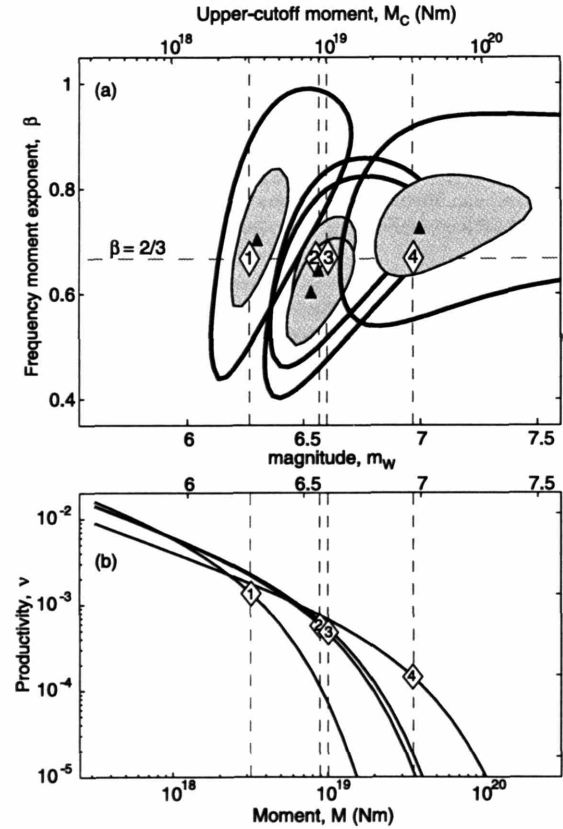 Upper-cutoff moment, M_C (Nm)
10^18 10^19 10^20
(a)
1
0.8
0.6
0.4
Frequency moment exponent, β
β = 2/3
1 2 3 4
6 6.5 7 7.5
magnitude, m_W
6 6.5 7 7.5
(b)
10^-2
10^-3
10^-4
10^-5
Productivity, ν
1 2 3 4
10^18 10^19 10^20
Moment, M (Nm)